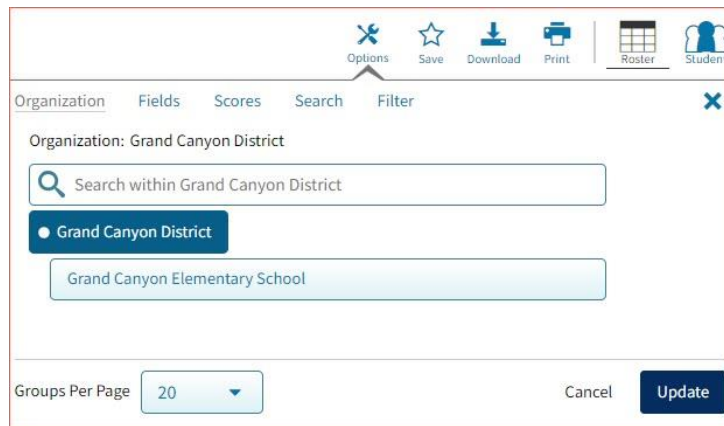 Options Save Download Print Roster Student
Organization Fields Scores Search Filter
Organization: Grand Canyon District
Search within Grand Canyon District
Grand Canyon District
Grand Canyon Elementary School
Groups Per Page 20 Cancel Update